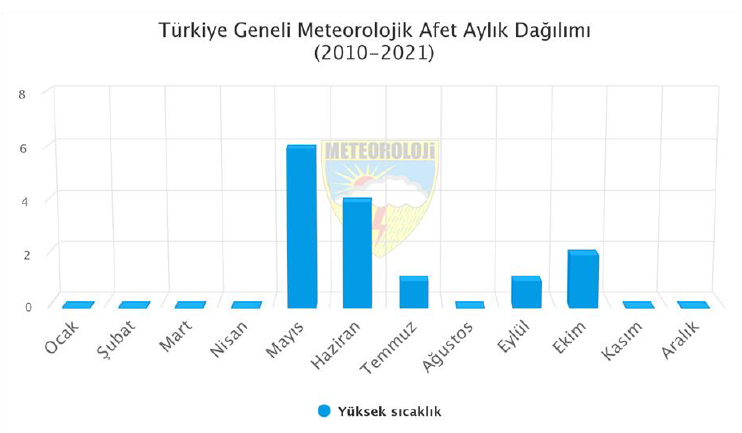 Türkiye Geneli Meteorolojik Afet Aylık Dağılımı
(2010-2021)
8
6
4
2
0
METEOROLOJİ
Ocak
Şubat
Mart
Nisan
Mayıs
Haziran
Temmuz
Ağustos
Eylül
Ekim
Kasım
Aralık
Yüksek sıcaklık